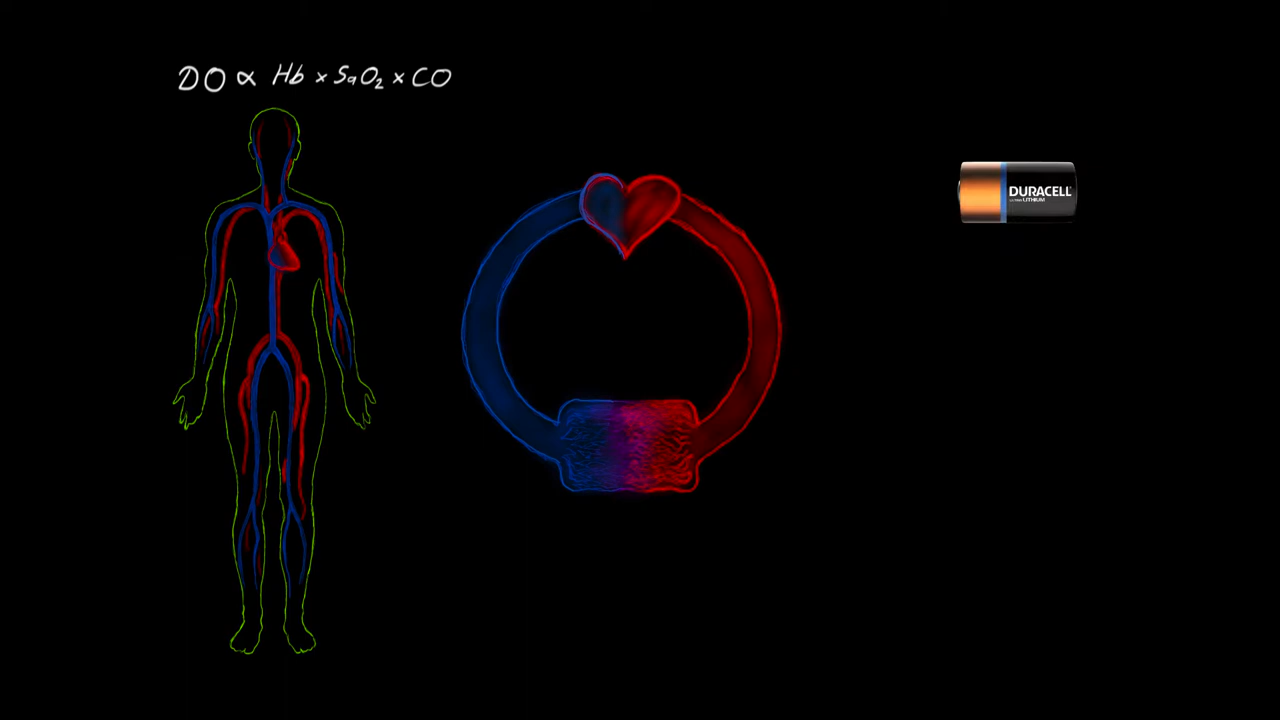 DO ∝ Hb × SaO₂ × CO
DURACELL
LITHIUM